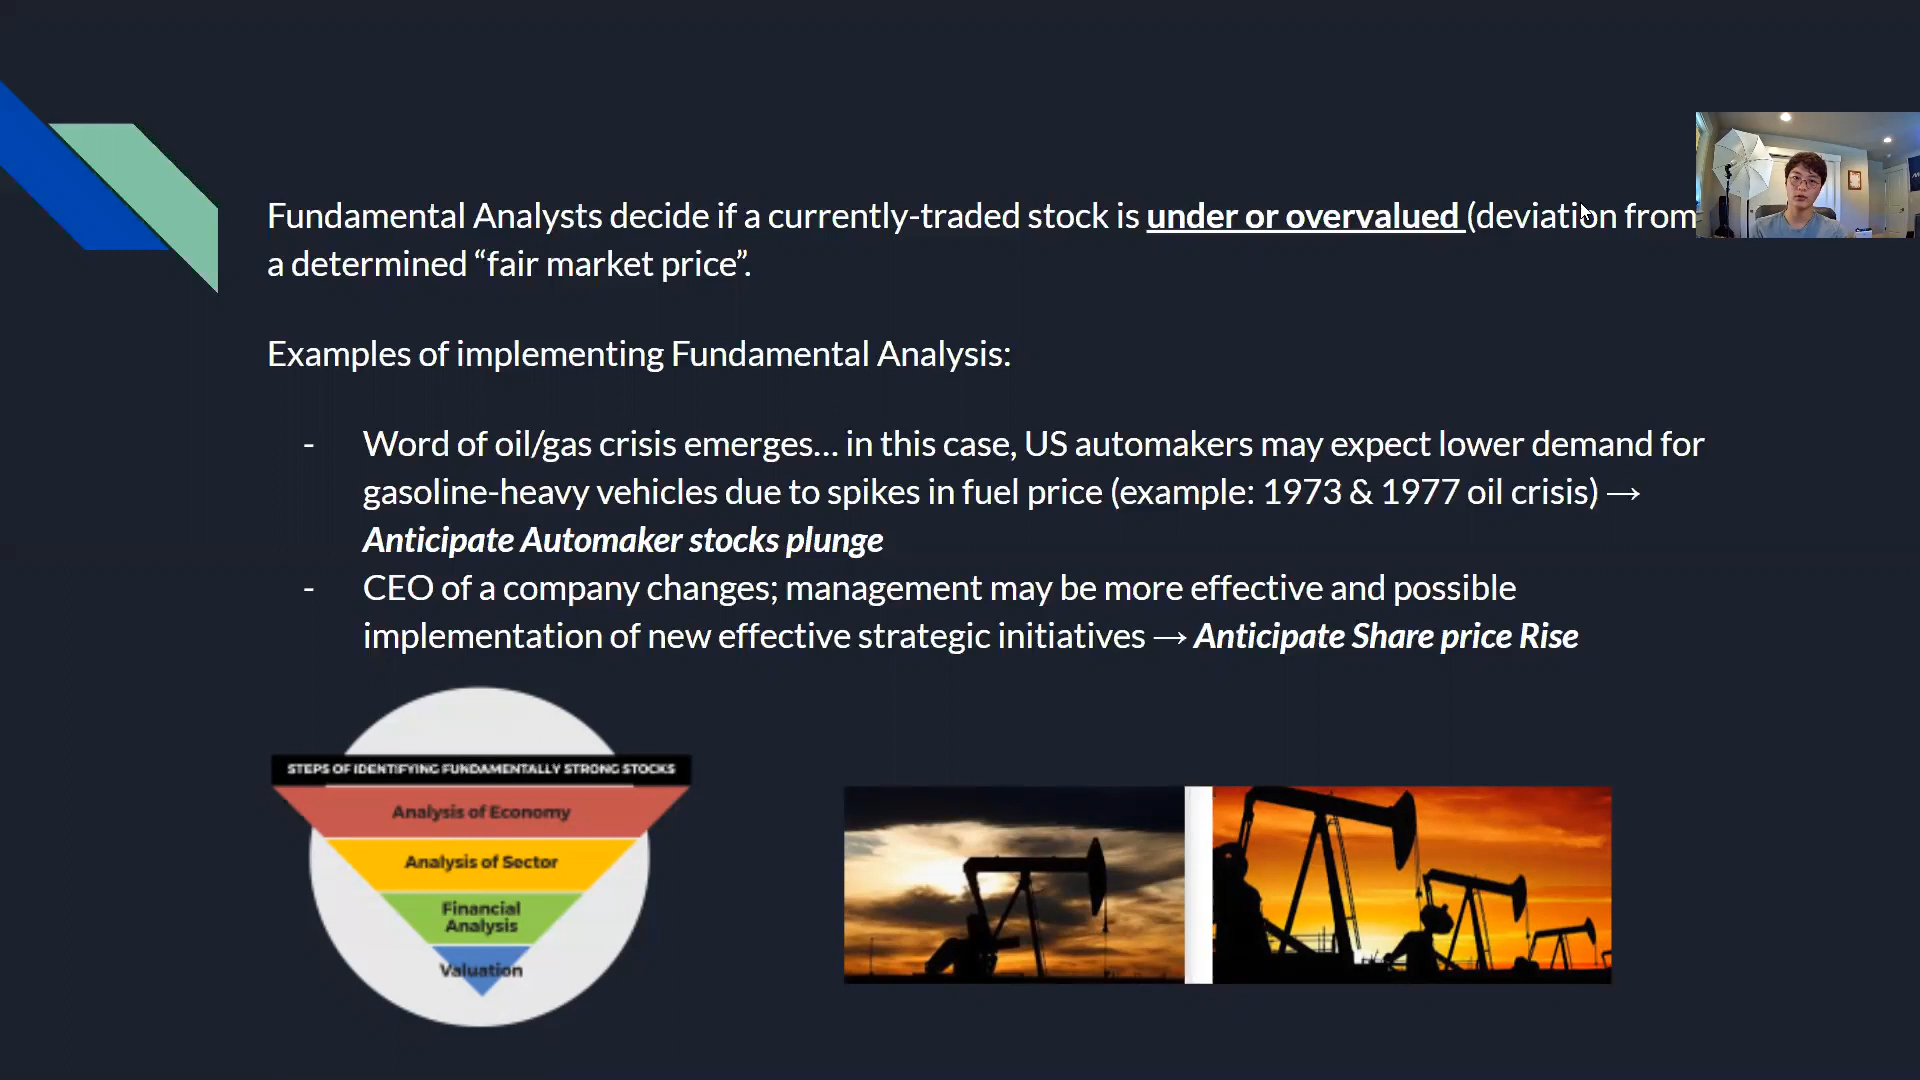 Fundamental Analysts decide if a currently-traded stock is under or overvalued (deviation from
a determined “fair market price”.
Examples of implementing Fundamental Analysis:
- Word of oil/gas crisis emerges... in this case, US automakers may expect lower demand for
gasoline-heavy vehicles due to spikes in fuel price (example: 1973 & 1977 oil crisis) →
Anticipate Automaker stocks plunge
- CEO of a company changes; management may be more effective and possible
implementation of new effective strategic initiatives → Anticipate Share price Rise
STEPS OF IDENTIFYING FUNDAMENTALLY STRONG STOCKS
Analysis of Economy
Analysis of Sector
Financial
Analysis
Valuation